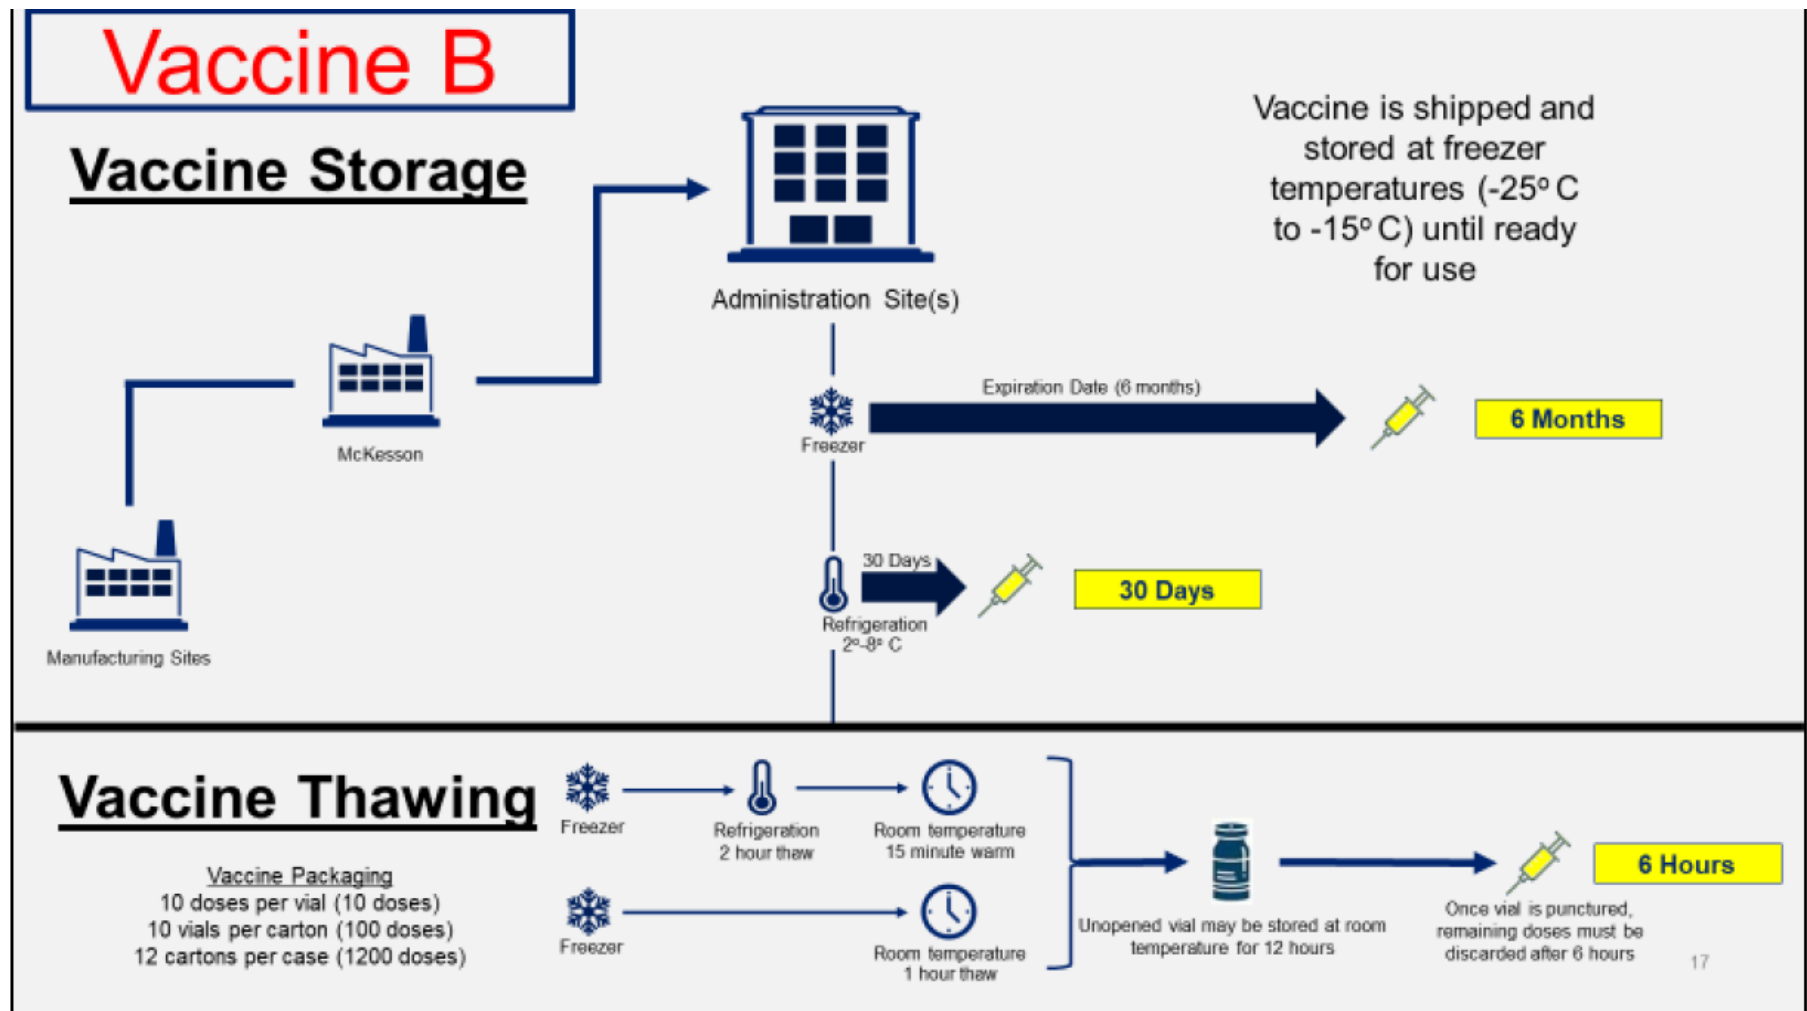 Vaccine B
Vaccine Storage
Vaccine is shipped and
stored at freezer
temperatures (-25º C
to -15º C) until ready
for use
Administration Site(s)
McKesson
Manufacturing Sites
Expiration Date (6 months)
Freezer
6 Months
30 Days
Refrigeration
2º-8º C
30 Days
Vaccine Thawing
Vaccine Packaging
10 doses per vial (10 doses)
10 vials per carton (100 doses)
12 cartons per case (1200 doses)
Freezer
Refrigeration
2 hour thaw
Room temperature
15 minute warm
Freezer
Room temperature
1 hour thaw
Unopened vial may be stored at room
temperature for 12 hours
6 Hours
Once vial is punctured,
remaining doses must be
discarded after 6 hours
17